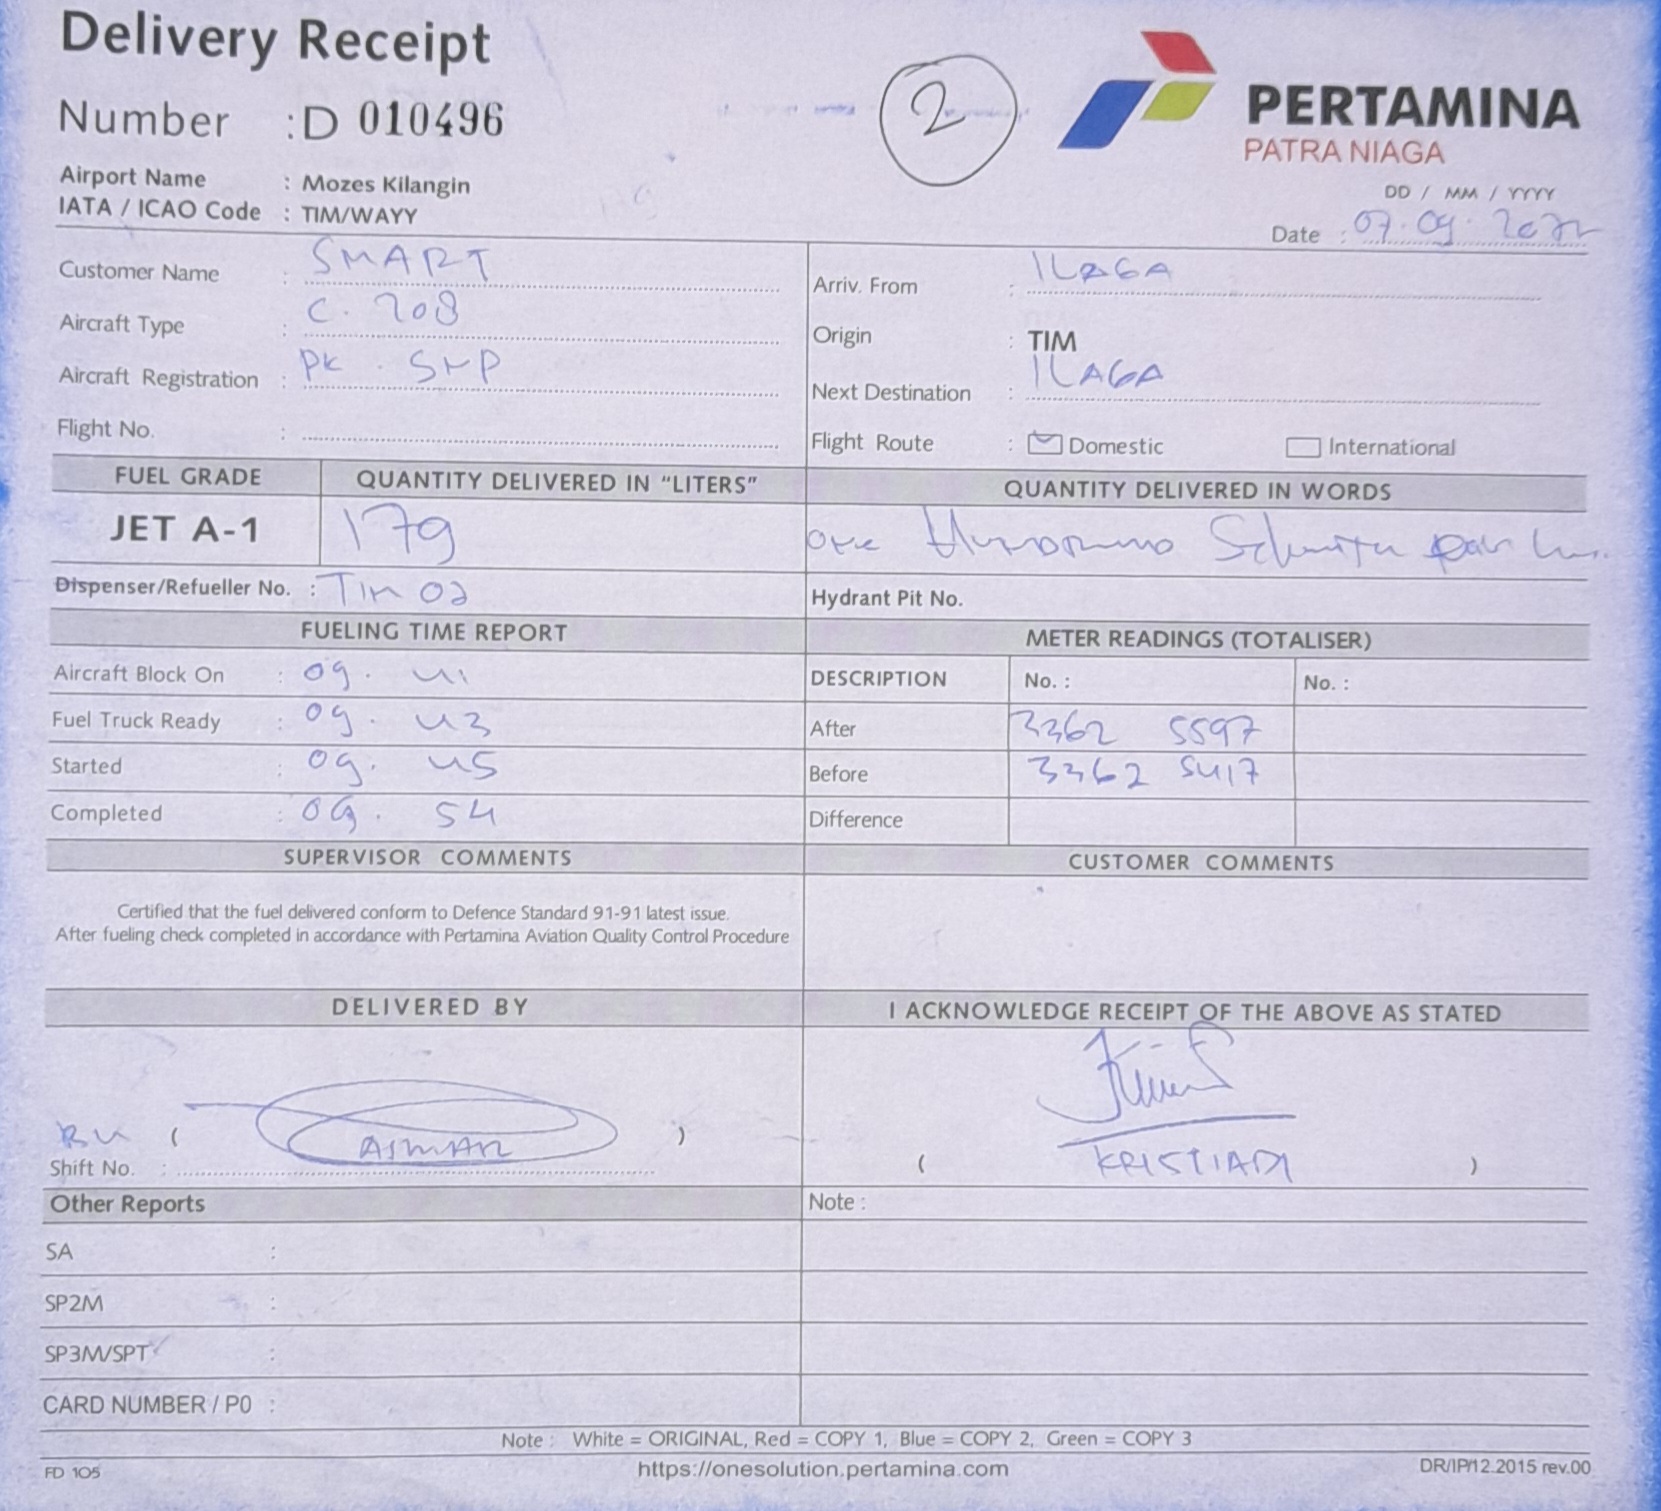 Delivery Receipt
Number : D 010496
2
PERTAMINA
PATRA NIAGA
Airport Name : Mozes Kilangin
IATA / ICAO Code : TIM/WAYY
DD / MM / YYYY
Date : 07.09.2022
Customer Name : SMART
Aircraft Type : C. 208
Aircraft Registration : PK .
Flight No. :
Arriv. From : ILAGA
Origin : TIM
Next Destination : ILAGA
Flight Route : Domestic International
FUEL GRADE QUANTITY DELIVERED IN "LITERS" QUANTITY DELIVERED IN WORDS
JET A-1 179 one
Dispenser/Refueller No. : TIM 02 Hydrant Pit No.
FUELING TIME REPORT METER READINGS (TOTALISER)
Aircraft Block On : 09. 41 DESCRIPTION No. : No. :
Fuel Truck Ready : 09. 43 After 3362 5597
Started : 09. 45 Before 3362 5417
Completed : 09. 54 Difference
SUPERVISOR COMMENTS CUSTOMER COMMENTS
Certified that the fuel delivered conform to Defence Standard 91-91 latest issue.
After fueling check completed in accordance with Pertamina Aviation Quality Control Procedure
DELIVERED BY I ACKNOWLEDGE RECEIPT OF THE ABOVE AS STATED
( )
Shift No. :
( KRISTIADI )
Other Reports Note :
SA :
SP2M :
SP3M/SPT :
CARD NUMBER / P0 :
Note : White = ORIGINAL, Red = COPY 1, Blue = COPY 2, Green = COPY 3
FD 105 https://onesolution.pertamina.com DR/IP/12.2015 rev.00